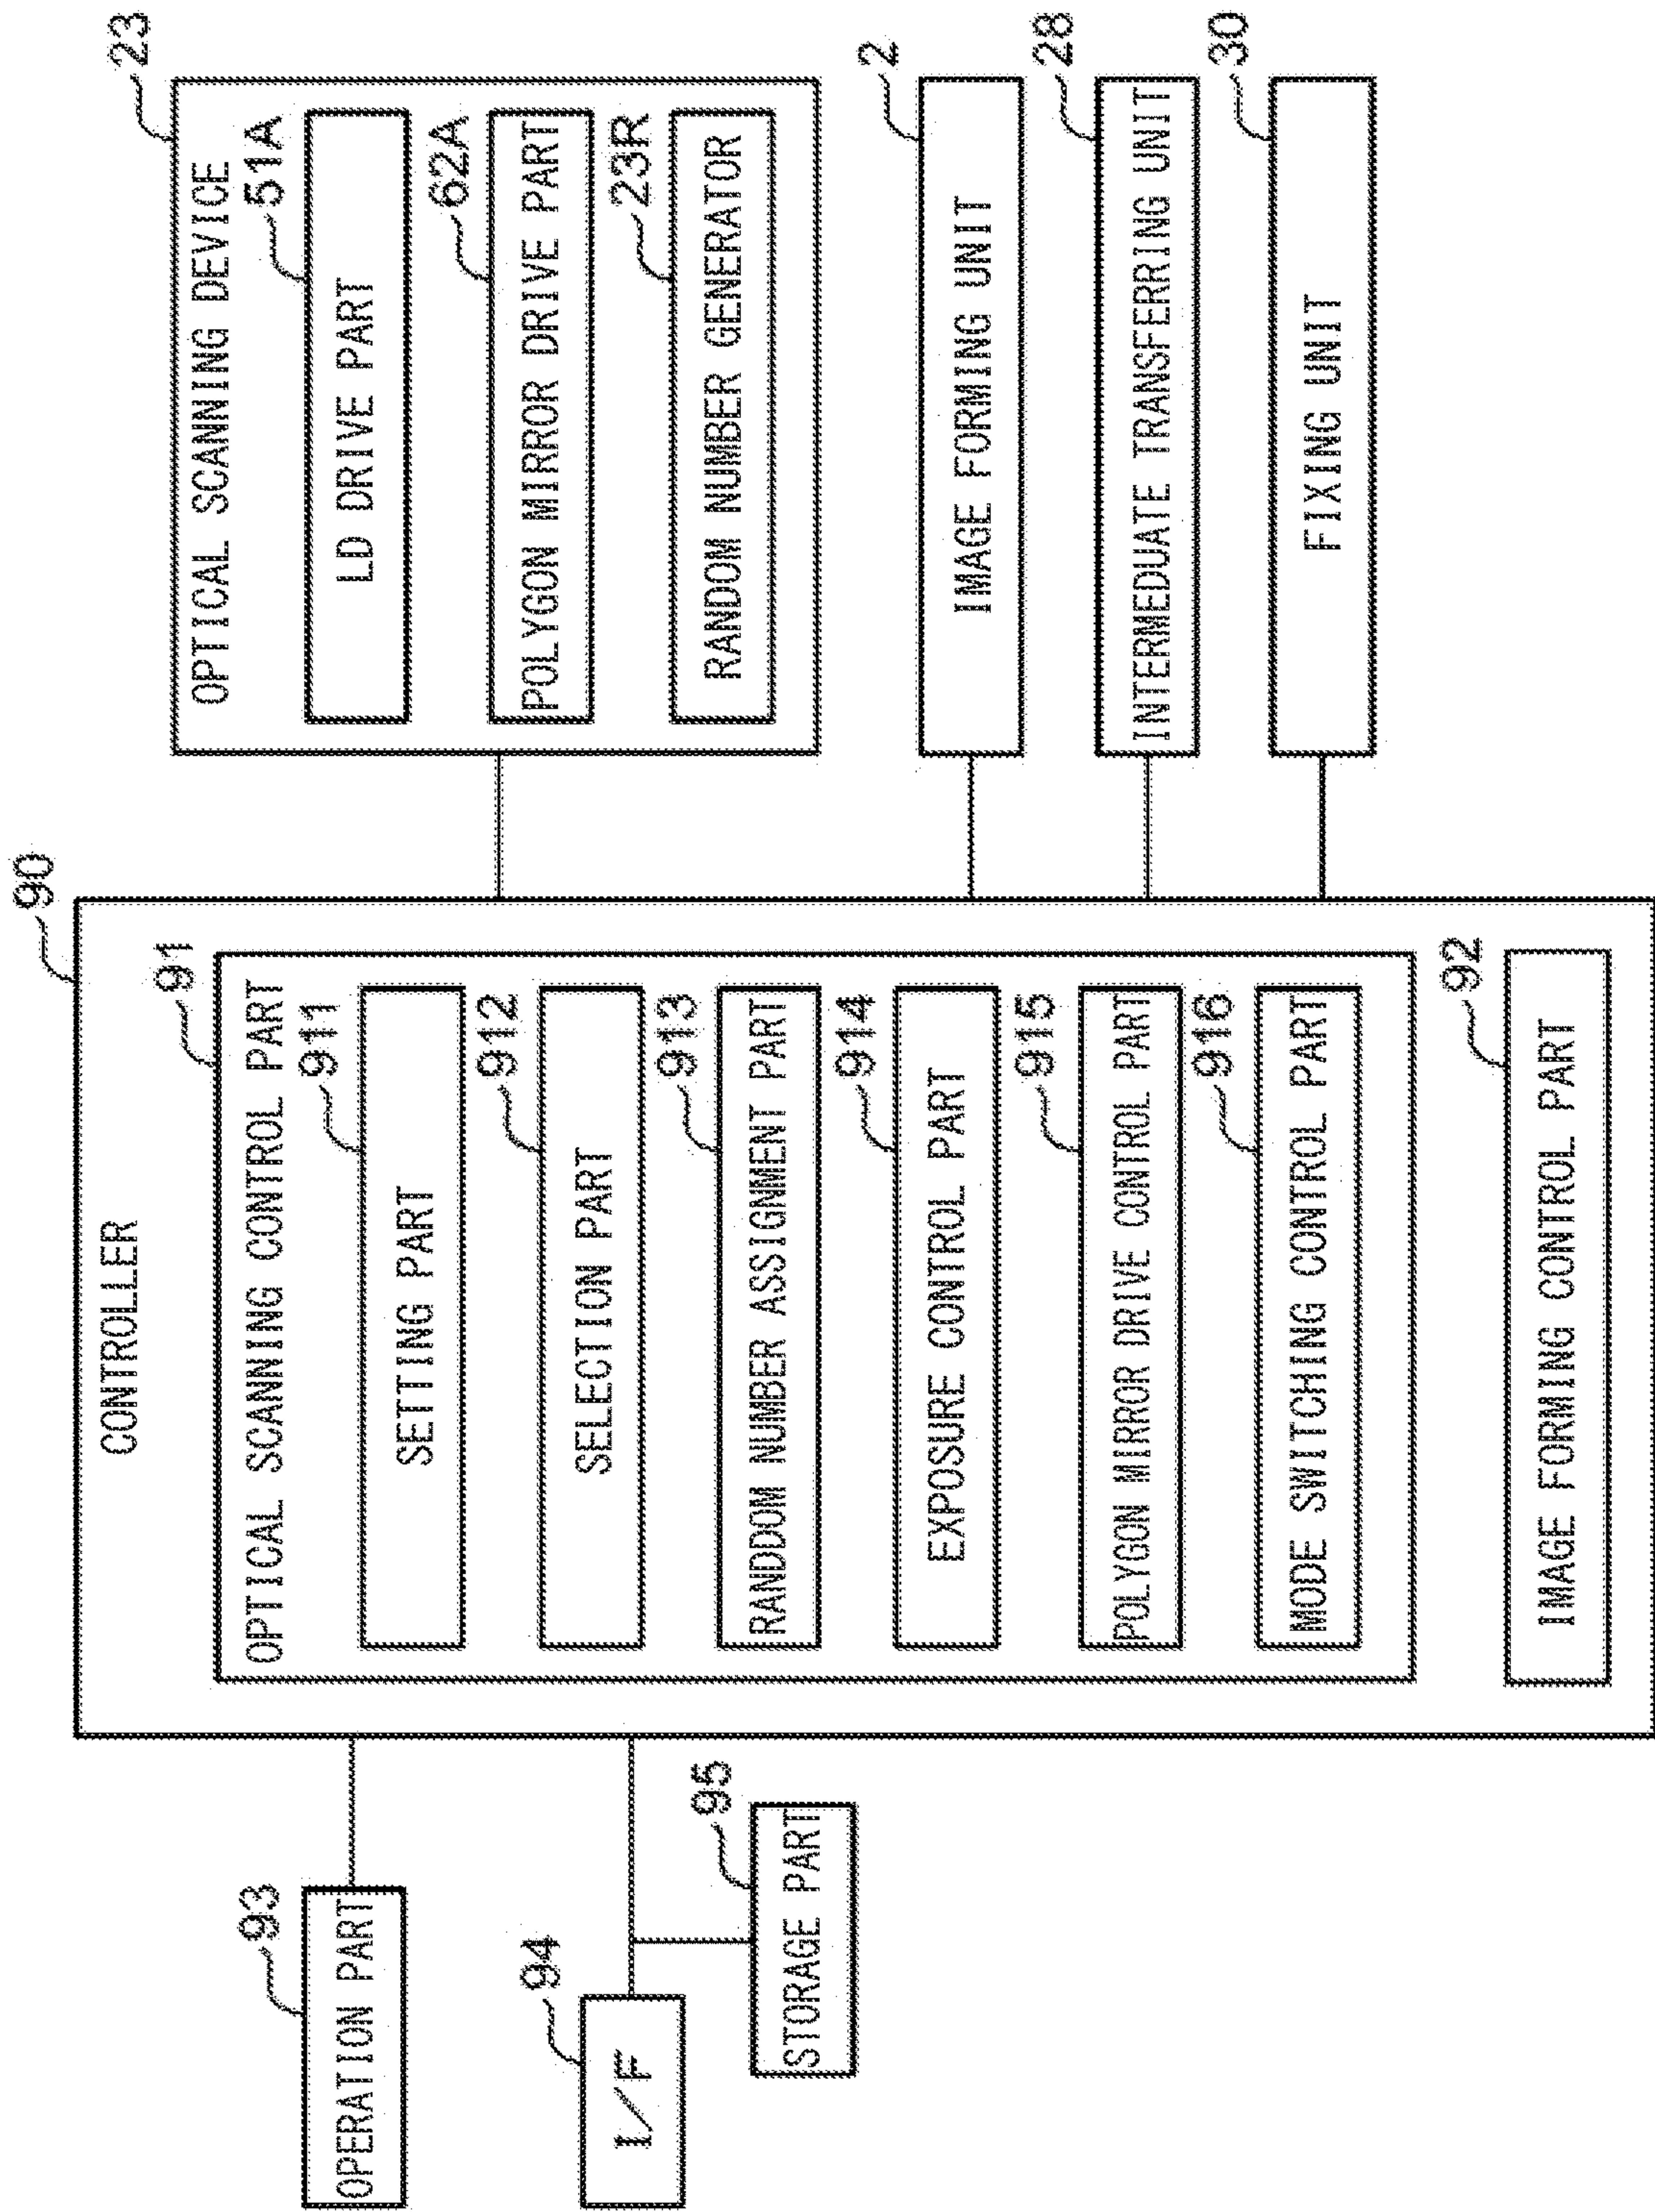 93
OPERATION PART
94
I/F
95
STORAGE PART
90
CONTROLLER
91
OPTICAL SCANNING CONTROL PART
911
SETTING PART
912
SELECTION PART
913
RANDDOM NUMBER ASSIGNMENT PART
914
EXPOSURE CONTROL PART
915
POLYGON MIRROR DRIVE CONTROL PART
916
MODE SWITCHING CONTROL PART
92
IMAGE FORMING CONTROL PART
23
OPTICAL SCANNING DEVICE
51A
LD DRIVE PART
62A
POLYGON MIRROR DRIVE PART
23R
RANDOM NUMBER GENERATOR
2
IMAGE FORMING UNIT
28
INTERMEDUATE TRANSFERRING UNIT
30
FIXING UNIT